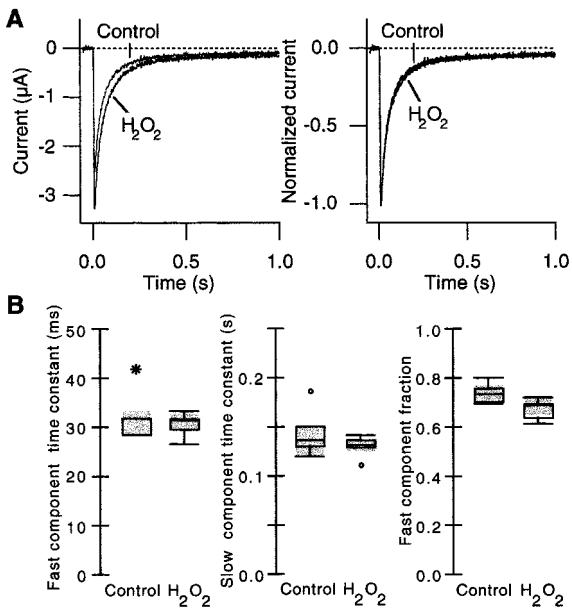 A
Control
0
-1
-2
-3
Current (µA)
H₂O₂
0.0
0.5
1.0
Time (s)
Control
0.0
-0.5
-1.0
Normalized current
H₂O₂
0.0
0.5
1.0
Time (s)
B
50
40
30
20
10
0
Fast component time constant (ms)
*
Control H₂O₂
0.2
0.1
0.0
Slow component time constant (s)
Control H₂O₂
1.0
0.8
0.6
0.4
0.2
0.0
Fast component fraction
Control H₂O₂